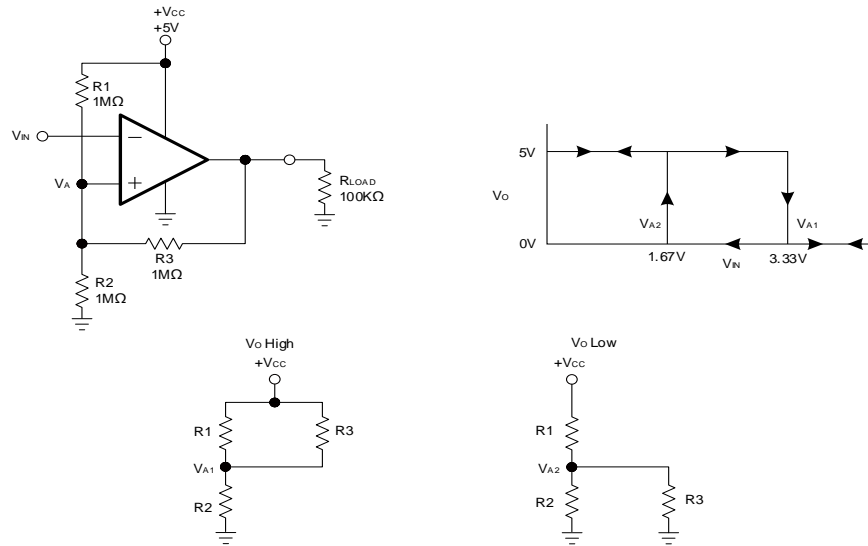 +VCC
+5V
R1
1MΩ
VIN
−
VA
+
RLOAD
100KΩ
R3
1MΩ
R2
1MΩ
5V
VO
VA2
VA1
0V
1.67V
VIN
3.33V
VO High
+VCC
R1
R3
VA1
R2
VO Low
+VCC
R1
VA2
R2
R3